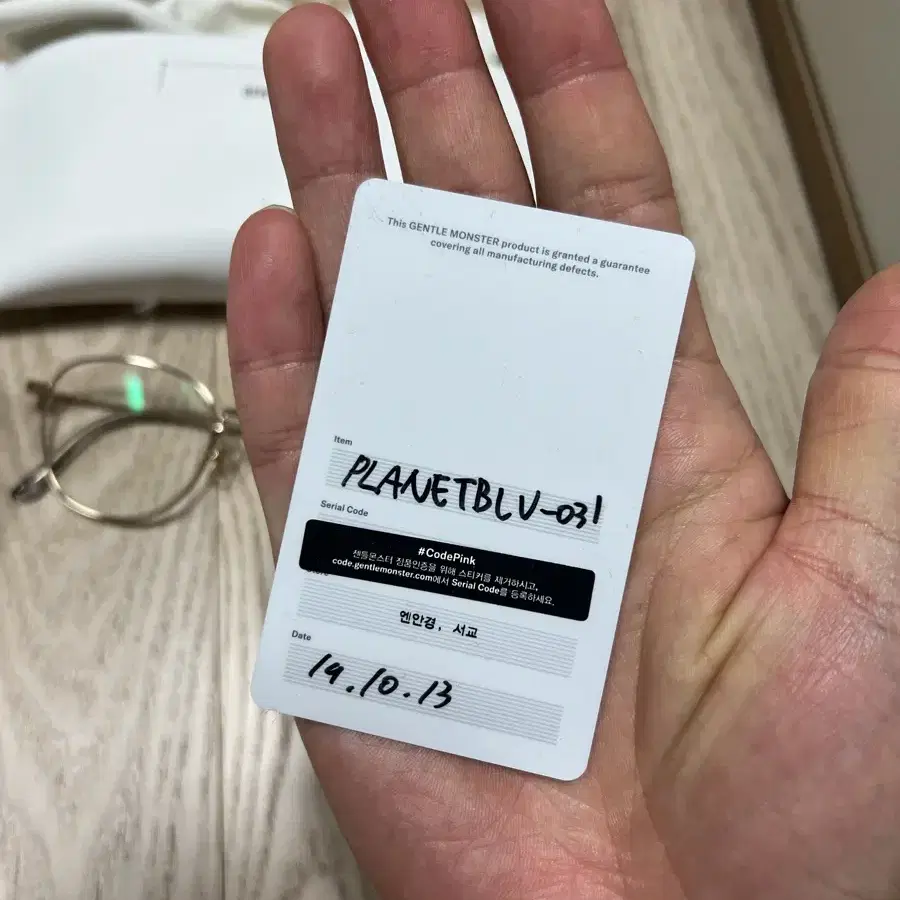 This GENTLE MONSTER product is granted a guarantee
covering all manufacturing defects.
Item
PLANETBLV-031
Serial Code
#CodePink
젠틀몬스터 정품인증을 위해 스티커를 제거하시고,
code.gentlemonster.com에서 Serial Code를 등록하세요.
엔안경, 서교
Date
19.10.13